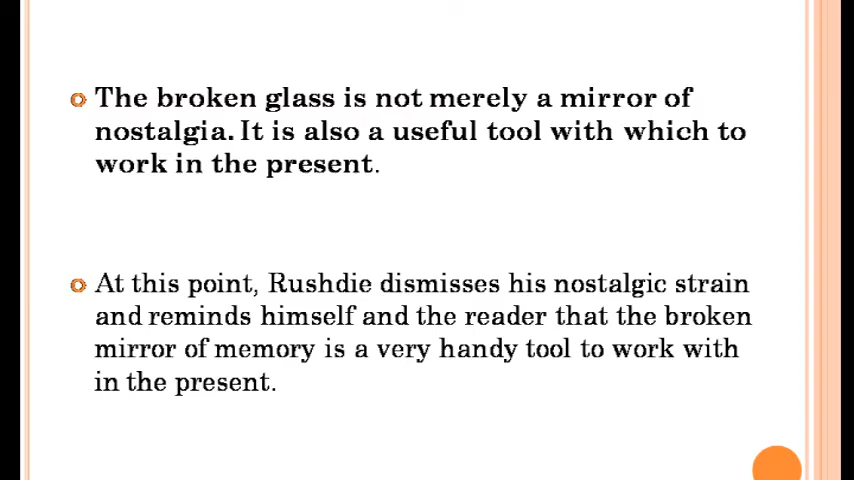 The broken glass is not merely a mirror of
nostalgia. It is also a useful tool with which to
work in the present.
At this point, Rushdie dismisses his nostalgic strain
and reminds himself and the reader that the broken
mirror of memory is a very handy tool to work with
in the present.